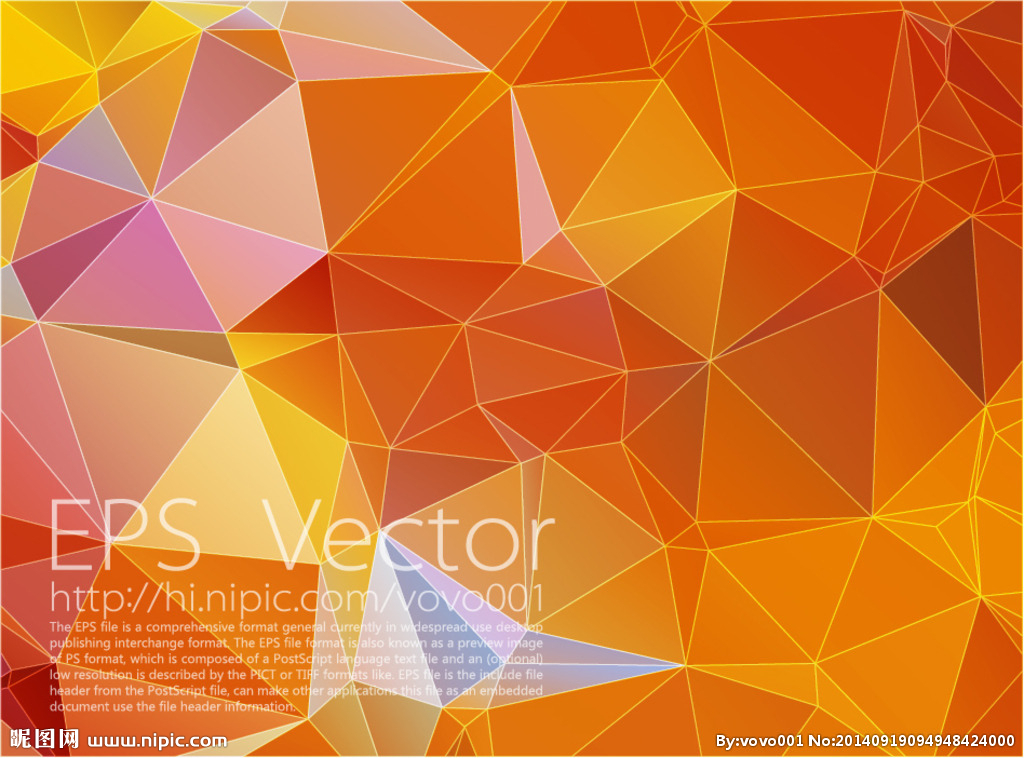 EPS Vector
http://hi.nipic.com/vovo001
The EPS file is a comprehensive format general currently in widespread use desktop
publishing interchange format. The EPS file format is also known as a preview image
of PS format, which is composed of a PostScript language text file and an (optional)
low resolution is described by the PICT or TIFF formats like. EPS file is the include file
header from the PostScript file, can make other applications this file as an embedded
document use the file header information.
昵图网 www.nipic.com
By:vovo001 No:20140919094948424000